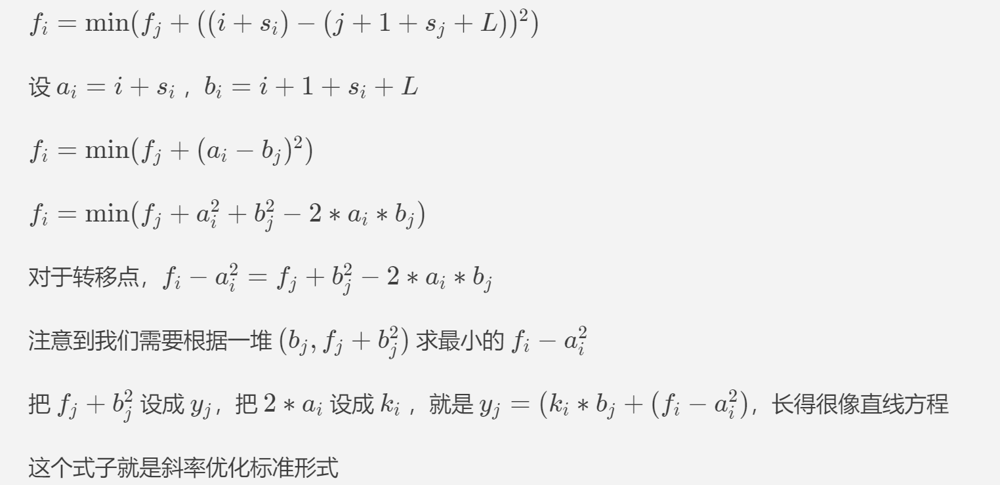 $f_i = \min(f_j + ((i + s_i) - (j + 1 + s_j + L))^2)$
设 $a_i = i + s_i$ ，$b_i = i + 1 + s_i + L$
$f_i = \min(f_j + (a_i - b_j)^2)$
$f_i = \min(f_j + a_i^2 + b_j^2 - 2 * a_i * b_j)$
对于转移点，$f_i - a_i^2 = f_j + b_j^2 - 2 * a_i * b_j$
注意到我们需要根据一堆 $(b_j, f_j + b_j^2)$ 求最小的 $f_i - a_i^2$
把 $f_j + b_j^2$ 设成 $y_j$，把 $2 * a_i$ 设成 $k_i$ ，就是 $y_j = (k_i * b_j + (f_i - a_i^2)$，长得很像直线方程
这个式子就是斜率优化标准形式